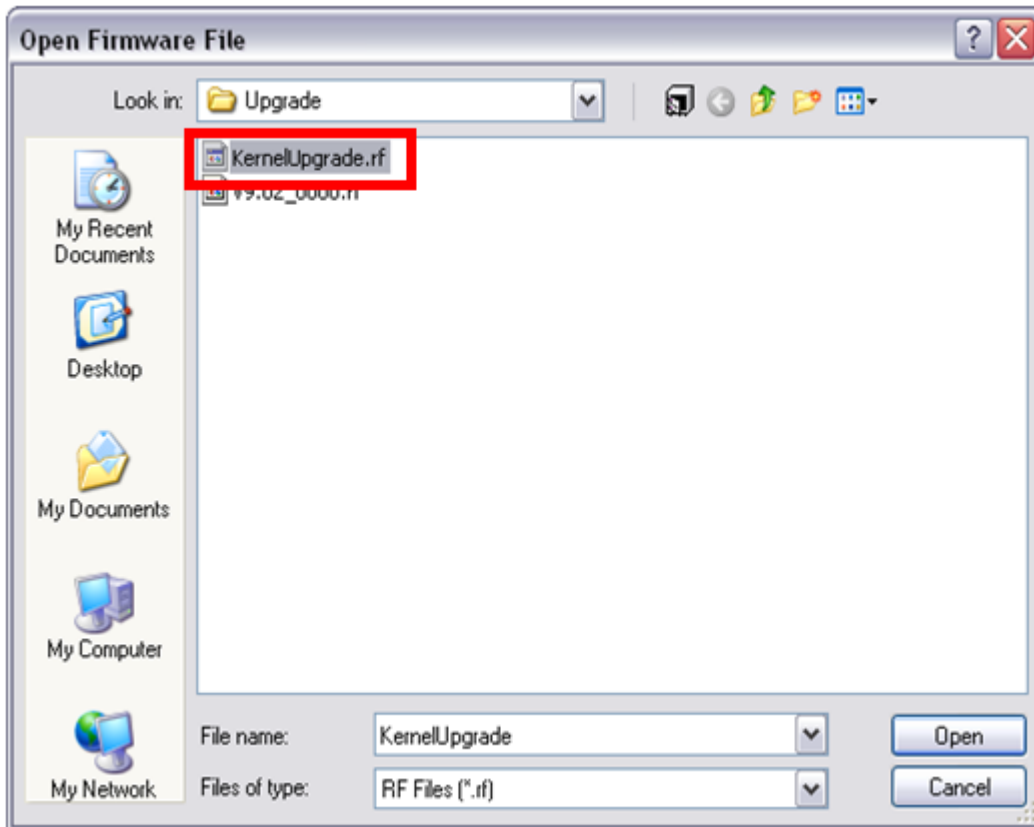 Open Firmware File
Look in:
Upgrade
KernelUpgrade.rf
My Recent
Documents
Desktop
My Documents
My Computer
My Network
File name:
KernelUpgrade
Open
Files of type:
RF Files (*.rf)
Cancel